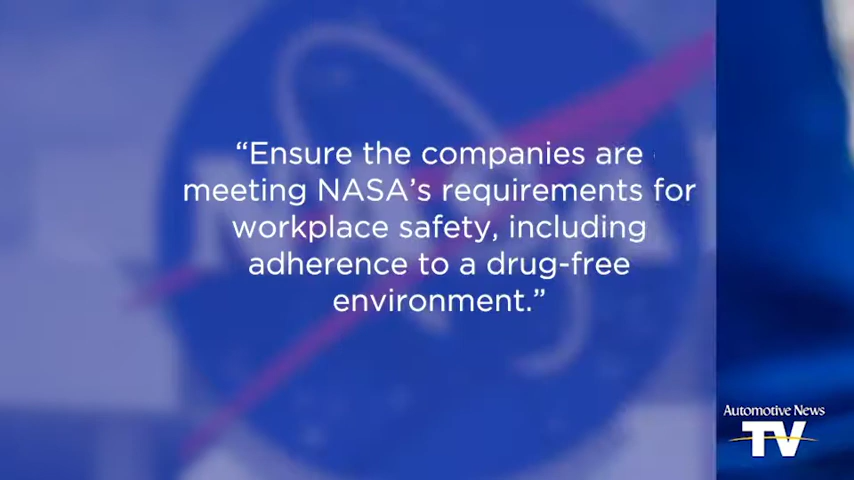 “Ensure the companies are
meeting NASA’s requirements for
workplace safety, including
adherence to a drug-free
environment.”
NASA
Automotive News
TV